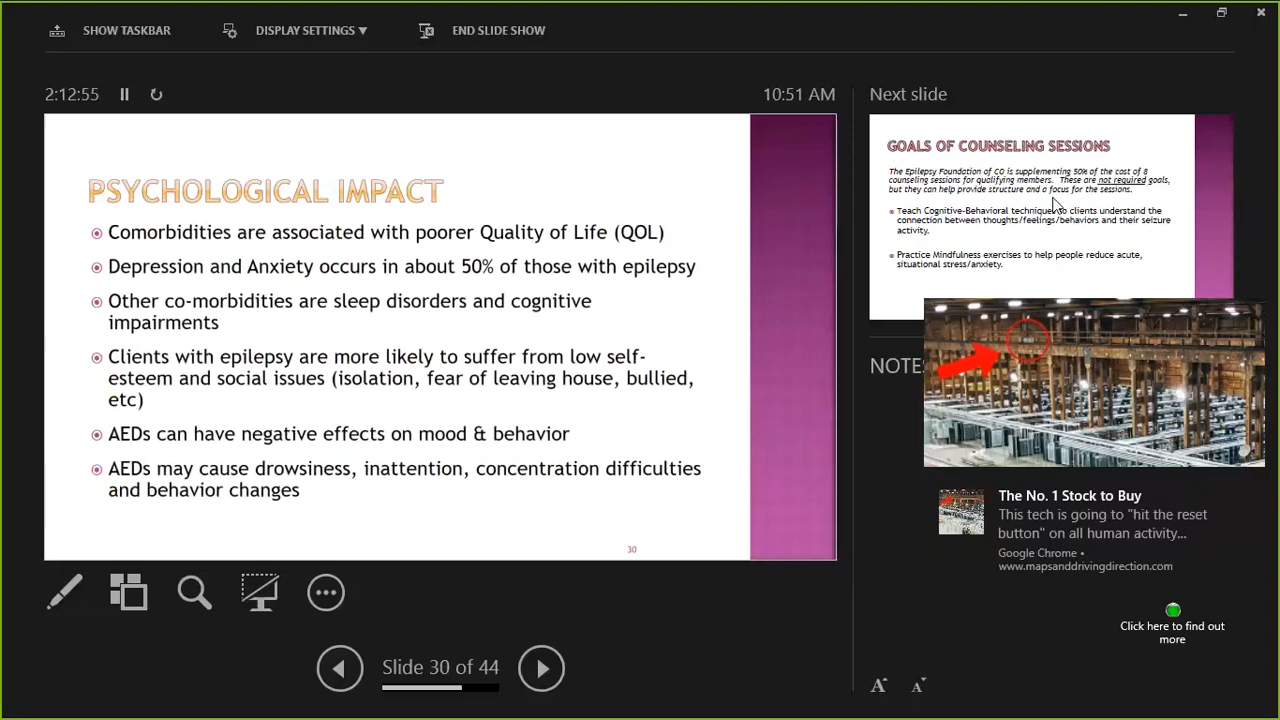 SHOW TASKBAR
DISPLAY SETTINGS ▼
END SLIDE SHOW
2:12:55
10:51 AM
PSYCHOLOGICAL IMPACT
Comorbidities are associated with poorer Quality of Life (QOL)
Depression and Anxiety occurs in about 50% of those with epilepsy
Other co-morbidities are sleep disorders and cognitive
impairments
Clients with epilepsy are more likely to suffer from low self-
esteem and social issues (isolation, fear of leaving house, bullied,
etc)
AEDs can have negative effects on mood & behavior
AEDs may cause drowsiness, inattention, concentration difficulties
and behavior changes
30
Slide 30 of 44
Next slide
GOALS OF COUNSELING SESSIONS
The Epilepsy Foundation of CO is supplementing 50% of the cost of 8
counseling sessions for qualifying members. These are not required goals,
but they can help provide structure and a focus for the sessions.
Teach Cognitive-Behavioral techniques to clients understand the
connection between thoughts/feelings/behaviors and their seizure
activity.
Practice Mindfulness exercises to help people reduce acute,
situational stress/anxiety.
NOTES
The No. 1 Stock to Buy
This tech is going to "hit the reset
button" on all human activity...
Google Chrome •
www.mapsanddrivingdirection.com
Click here to find out
more
A
A